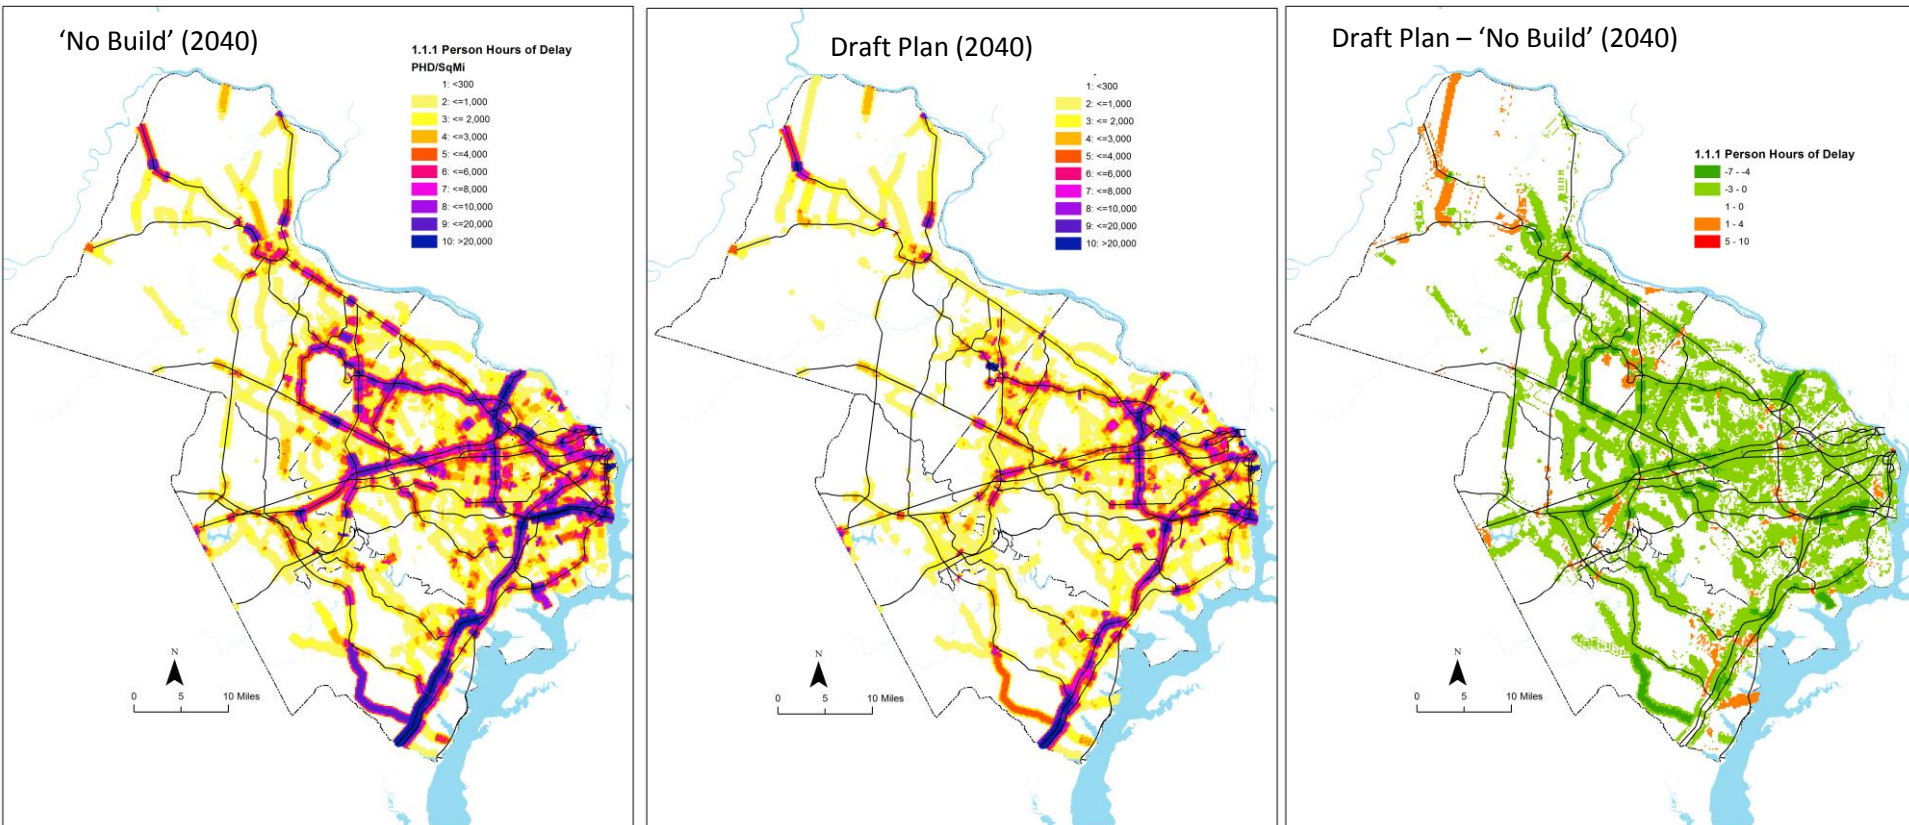 'No Build' (2040)
1.1.1 Person Hours of Delay
PHD/SqMi
1: <300
2: <=1,000
3: <= 2,000
4: <=3,000
5: <=4,000
6: <=6,000
7: <=8,000
8: <=10,000
9: <=20,000
10: >20,000
N
0 5 10 Miles
Draft Plan (2040)
1: <300
2: <=1,000
3: <= 2,000
4: <=3,000
5: <=4,000
6: <=6,000
7: <=8,000
8: <=10,000
9: <=20,000
10: >20,000
N
0 5 10 Miles
Draft Plan – 'No Build' (2040)
1.1.1 Person Hours of Delay
-7 - -4
-3 - 0
1 - 0
1 - 4
5 - 10
N
0 5 10 Miles